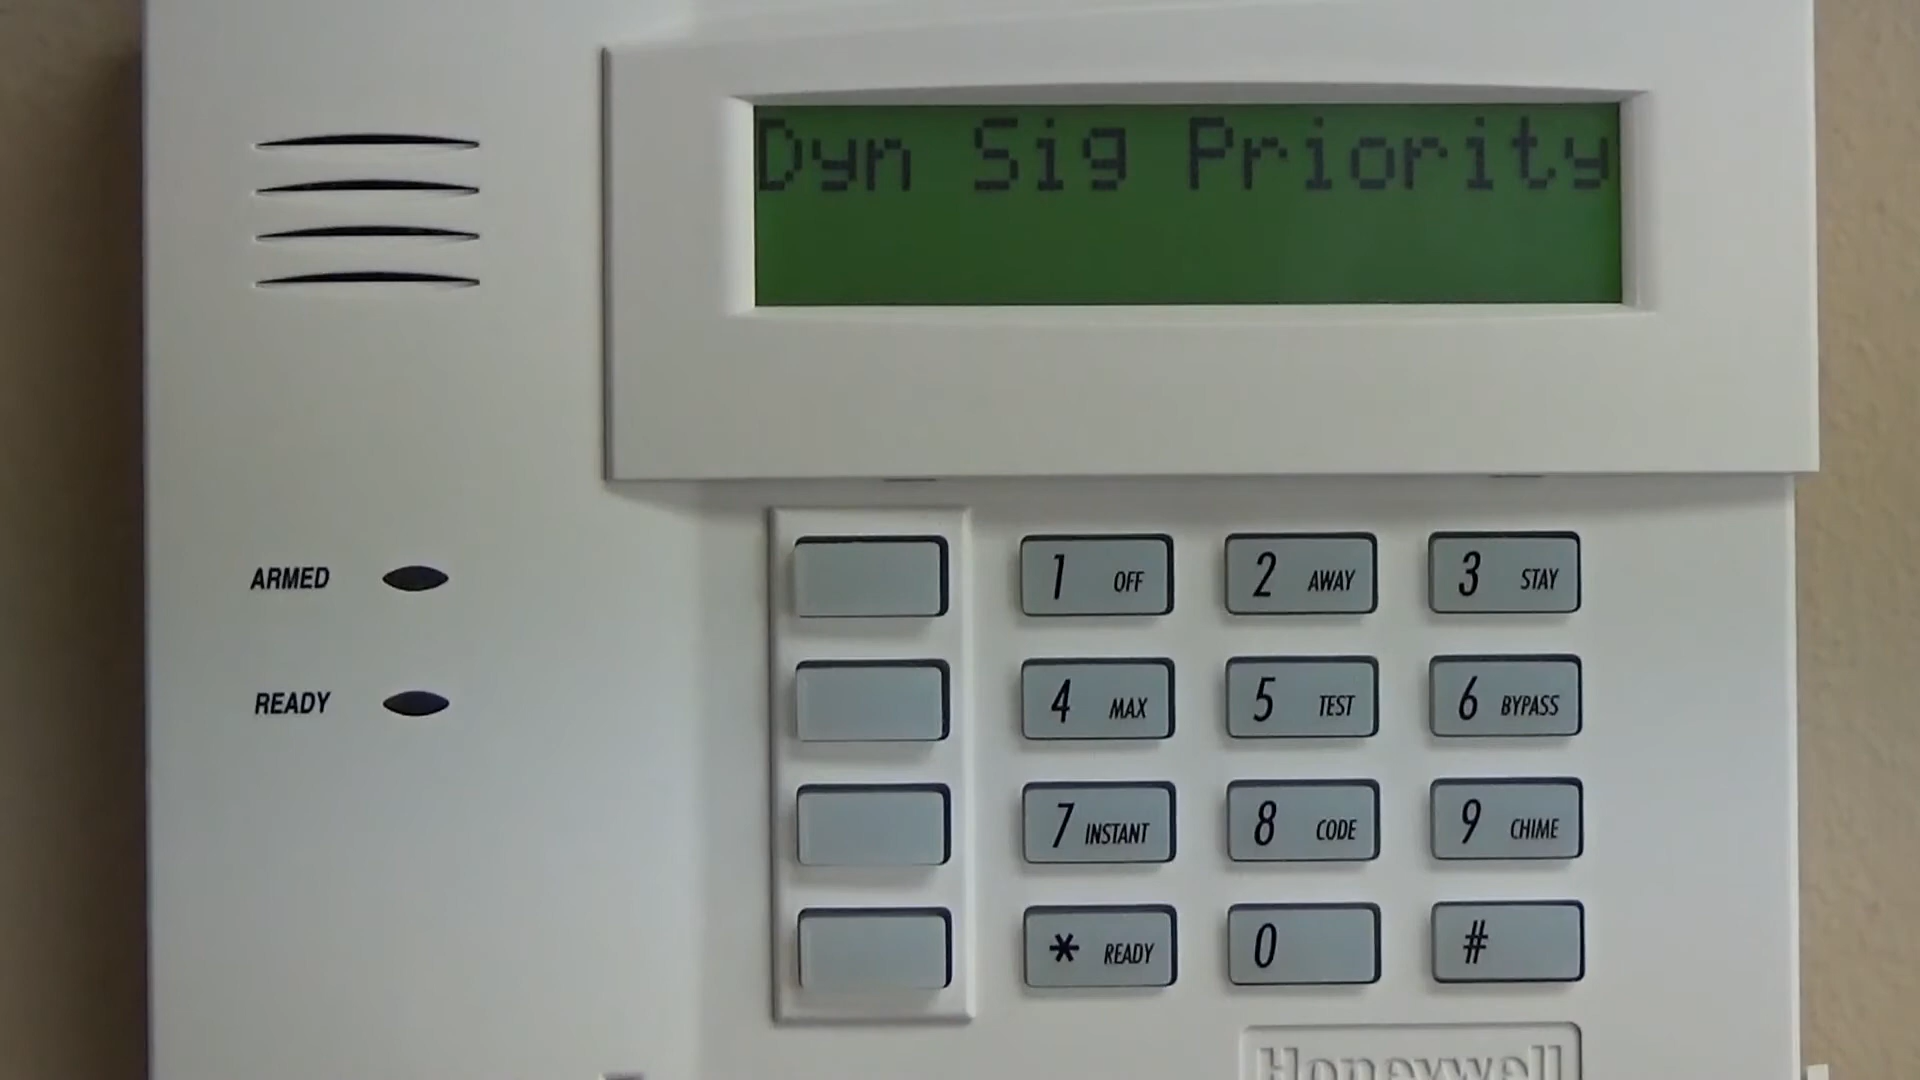 Dyn Sig Priority
ARMED
READY
1 OFF
2 AWAY
3 STAY
4 MAX
5 TEST
6 BYPASS
7 INSTANT
8 CODE
9 CHIME
* READY
0
#
Honeywell